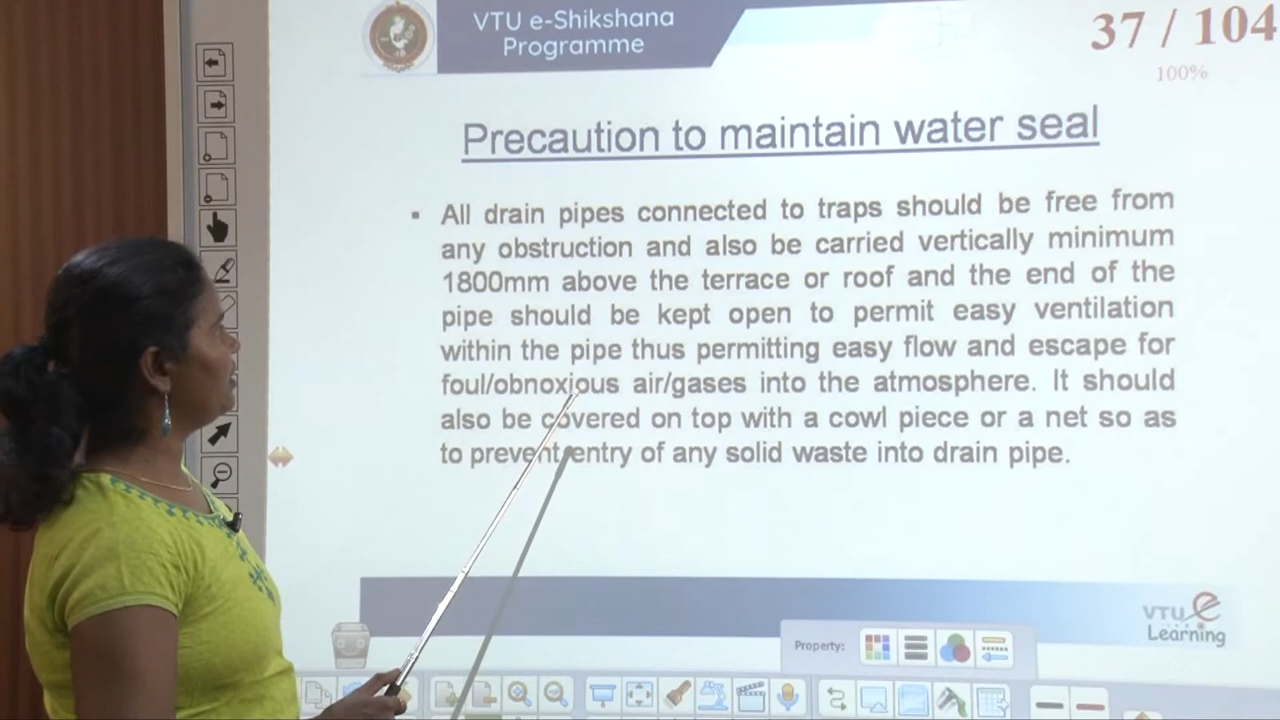 VTU e-Shikshana
Programme
37 / 104
100%
Precaution to maintain water seal
▪ All drain pipes connected to traps should be free from
any obstruction and also be carried vertically minimum
1800mm above the terrace or roof and the end of the
pipe should be kept open to permit easy ventilation
within the pipe thus permitting easy flow and escape for
foul/obnoxious air/gases into the atmosphere. It should
also be covered on top with a cowl piece or a net so as
to prevent entry of any solid waste into drain pipe.
VTU e
Learning
Property: